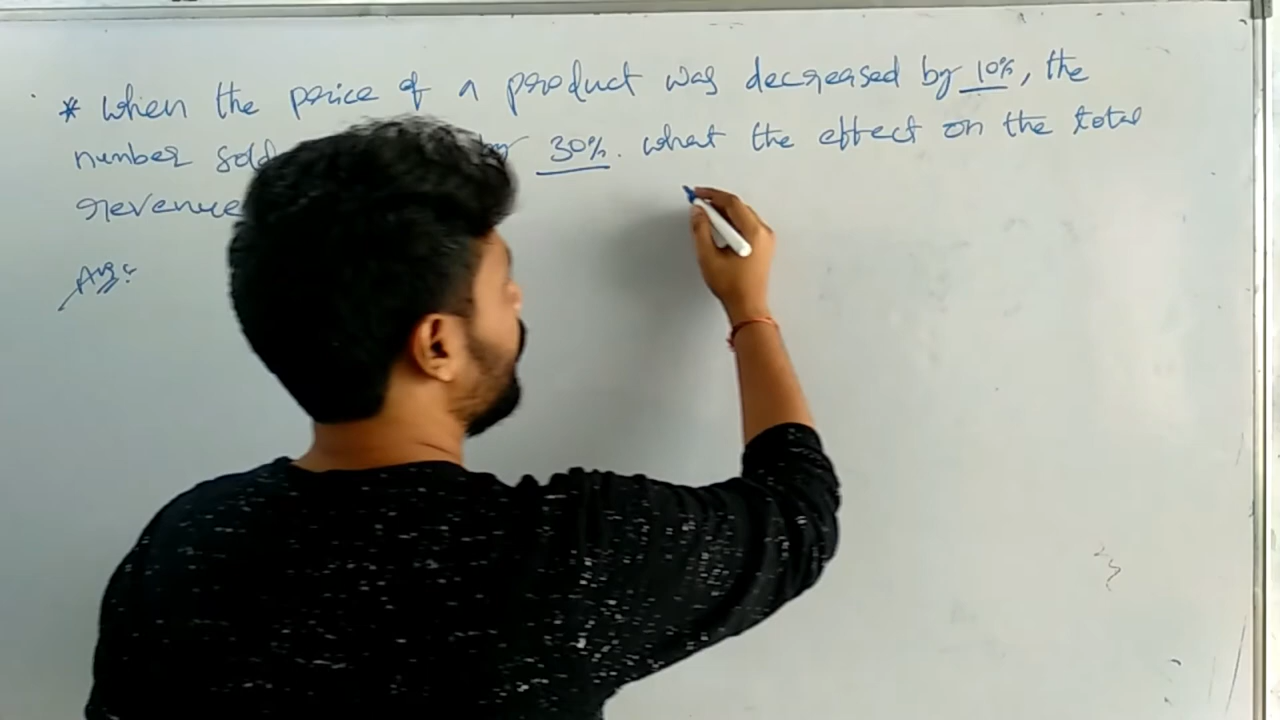 * when the price of a product was decreased by 10%, the
number sold 30%. what the effect on the total
revenue
Ans: